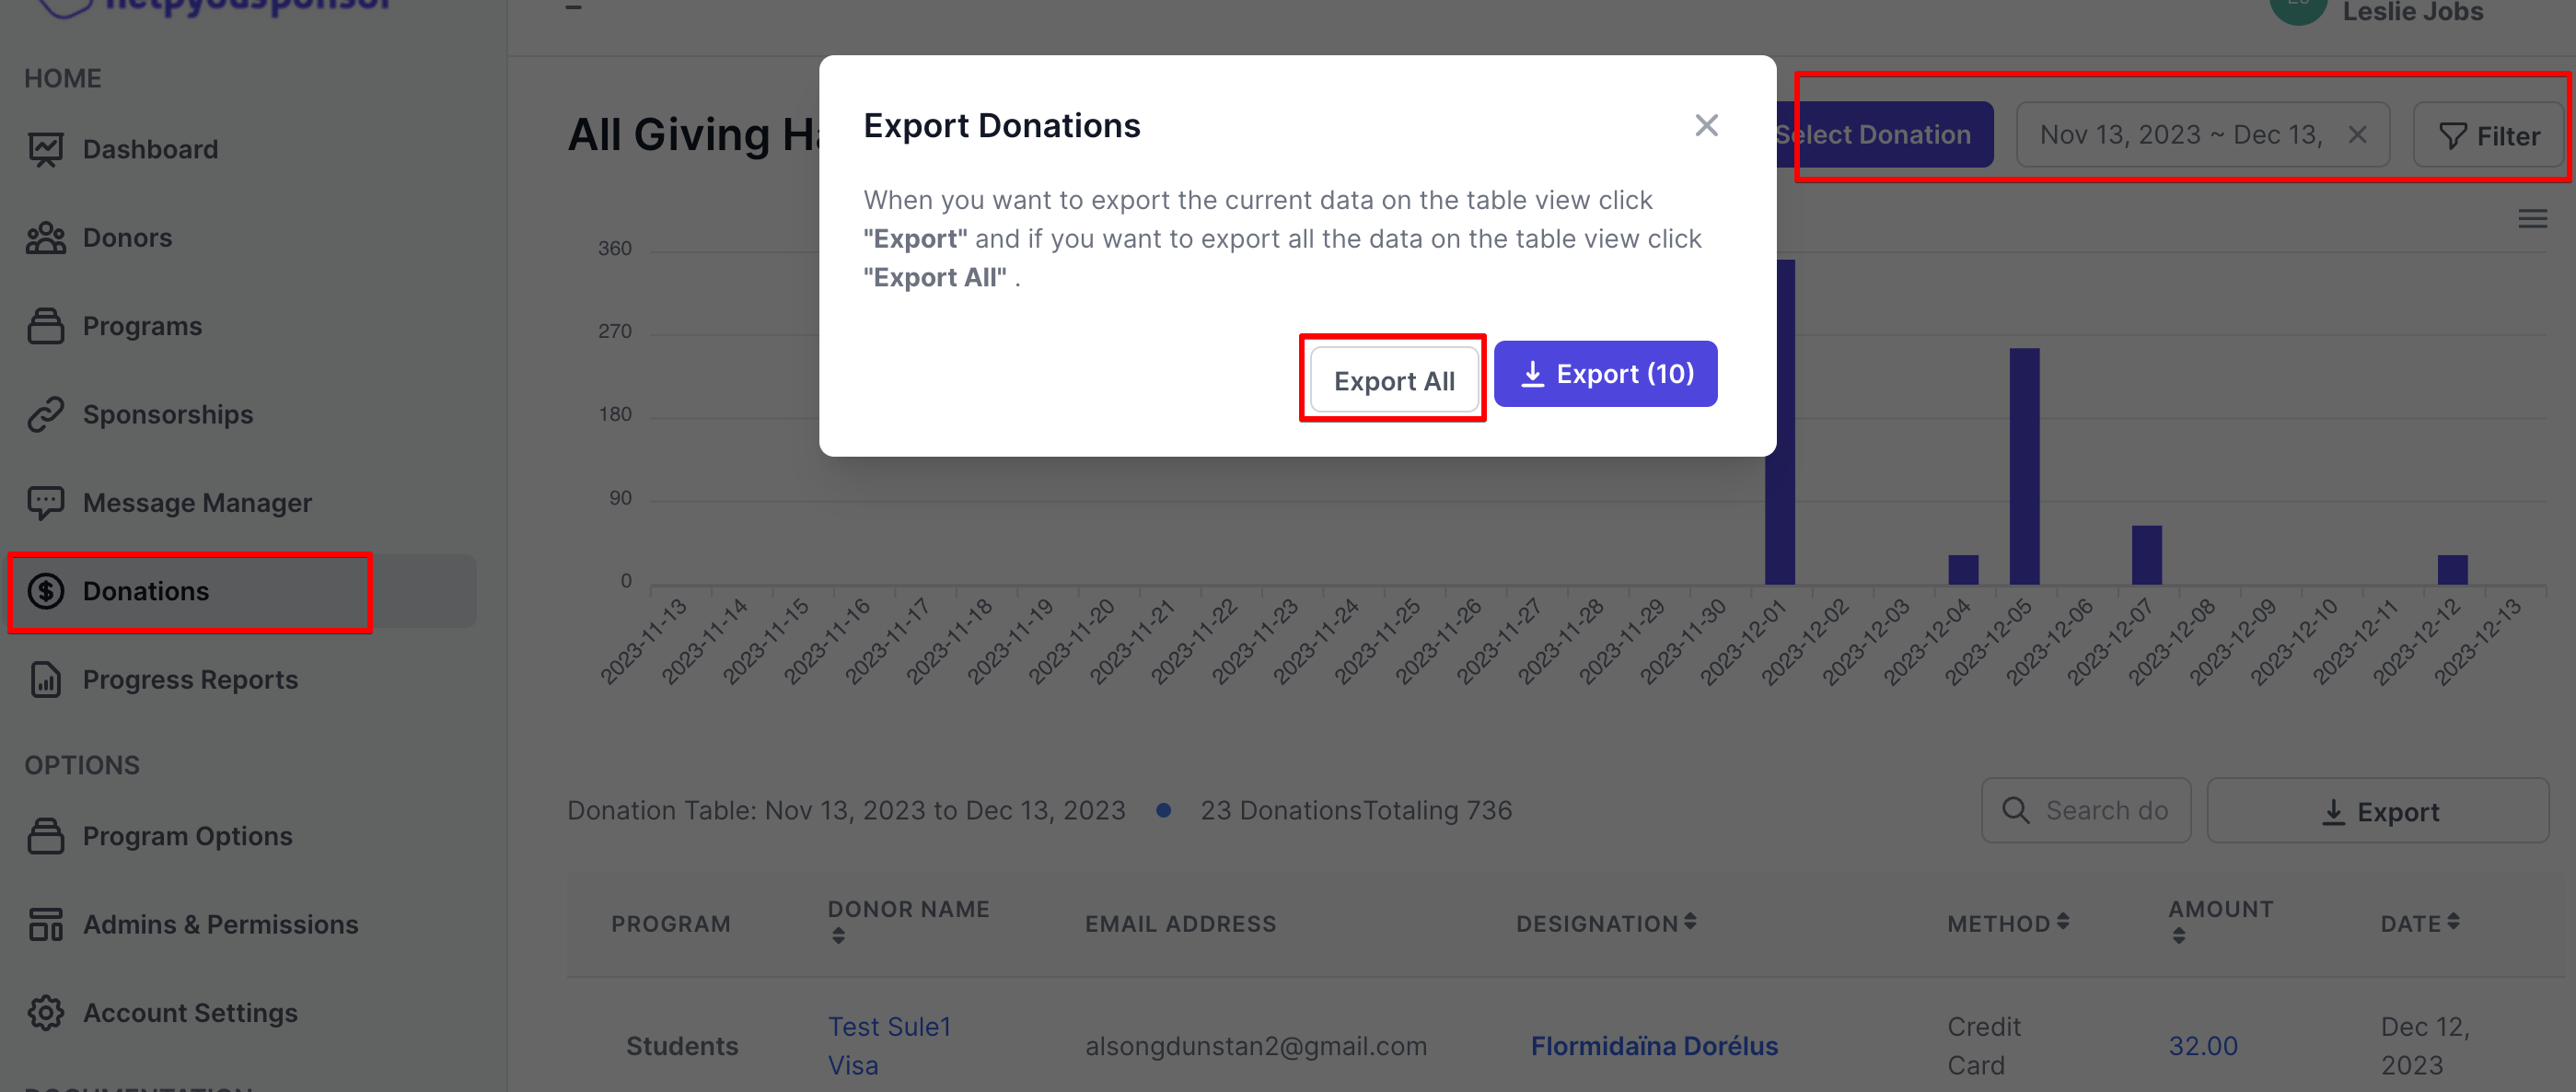 HOME
Dashboard
Donors
Programs
Sponsorships
Message Manager
Donations
Progress Reports
OPTIONS
Program Options
Admins & Permissions
Account Settings
Leslie Jobs
All Giving Ha
Select Donation
Nov 13, 2023 ~ Dec 13,
Filter
Export Donations
When you want to export the current data on the table view click
"Export" and if you want to export all the data on the table view click
"Export All" .
Export All
Export (10)
360
270
180
90
0
2023-11-13
2023-11-14
2023-11-15
2023-11-16
2023-11-17
2023-11-18
2023-11-19
2023-11-20
2023-11-21
2023-11-22
2023-11-23
2023-11-24
2023-11-25
2023-11-26
2023-11-27
2023-11-28
2023-11-29
2023-11-30
2023-12-01
2023-12-02
2023-12-03
2023-12-04
2023-12-05
2023-12-06
2023-12-07
2023-12-08
2023-12-09
2023-12-10
2023-12-11
2023-12-12
2023-12-13
Donation Table: Nov 13, 2023 to Dec 13, 2023
23 DonationsTotaling 736
Search do
Export
PROGRAM
DONOR NAME
EMAIL ADDRESS
DESIGNATION
METHOD
AMOUNT
DATE
Students
Test Sule1
Visa
alsongdunstan2@gmail.com
Flormidaïna Dorélus
Credit
Card
32.00
Dec 12,
2023